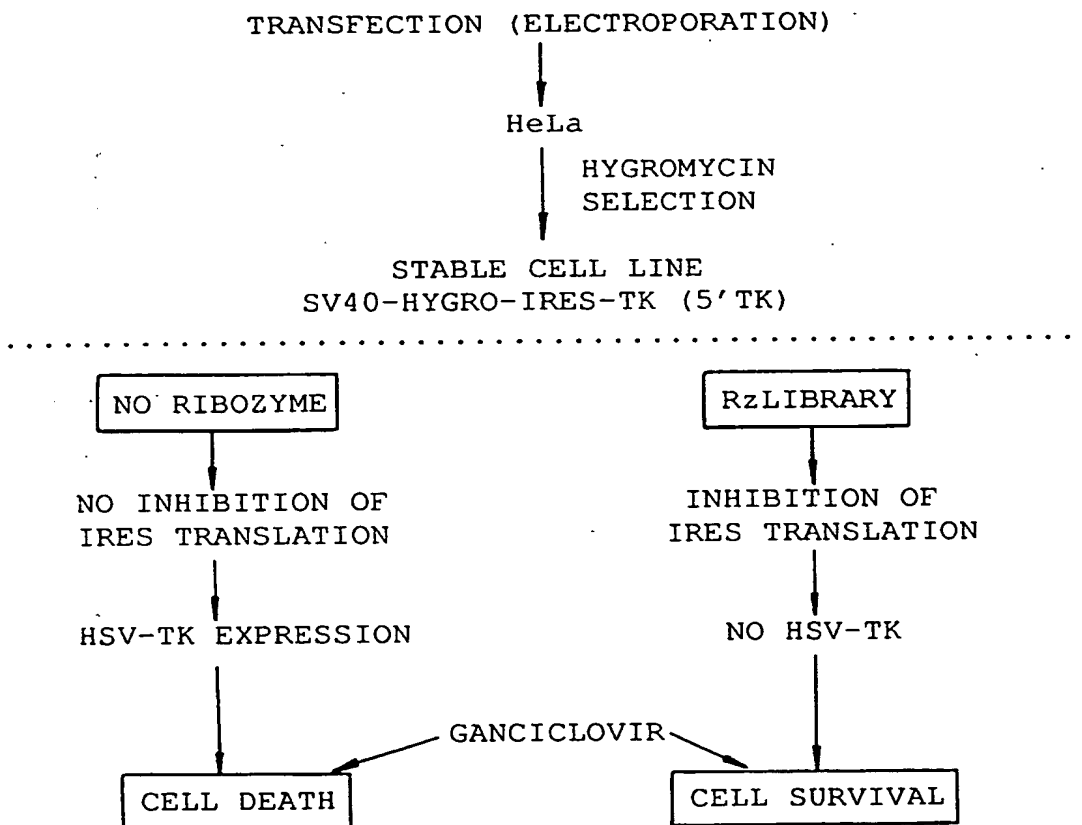 TRANSFECTION (ELECTROPORATION)
HeLa
HYGROMYCIN
SELECTION
STABLE CELL LINE
SV40-HYGRO-IRES-TK (5'TK)
NO RIBOZYME
NO INHIBITION OF
IRES TRANSLATION
HSV-TK EXPRESSION
RzLIBRARY
INHIBITION OF
IRES TRANSLATION
NO HSV-TK
GANCICLOVIR
CELL DEATH
CELL SURVIVAL